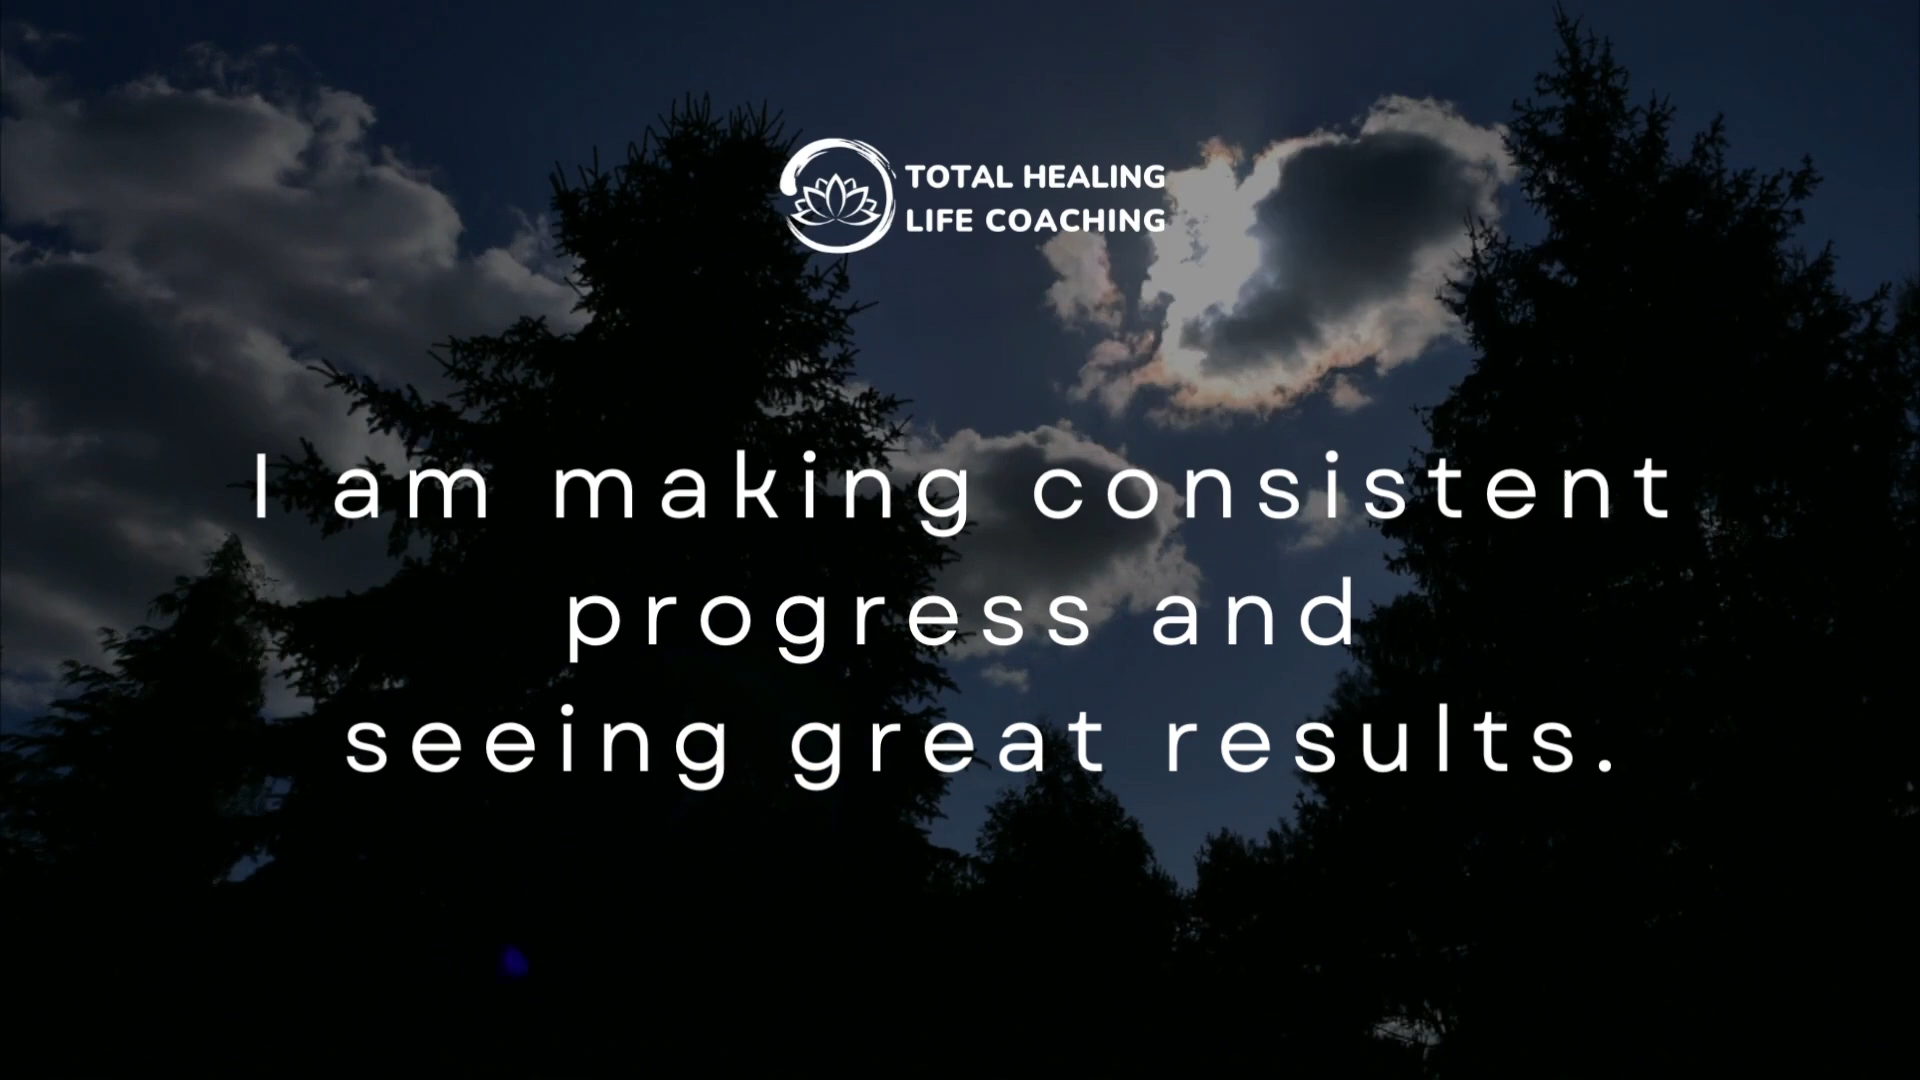 TOTAL HEALING
LIFE COACHING
I am making consistent
progress and
seeing great results.